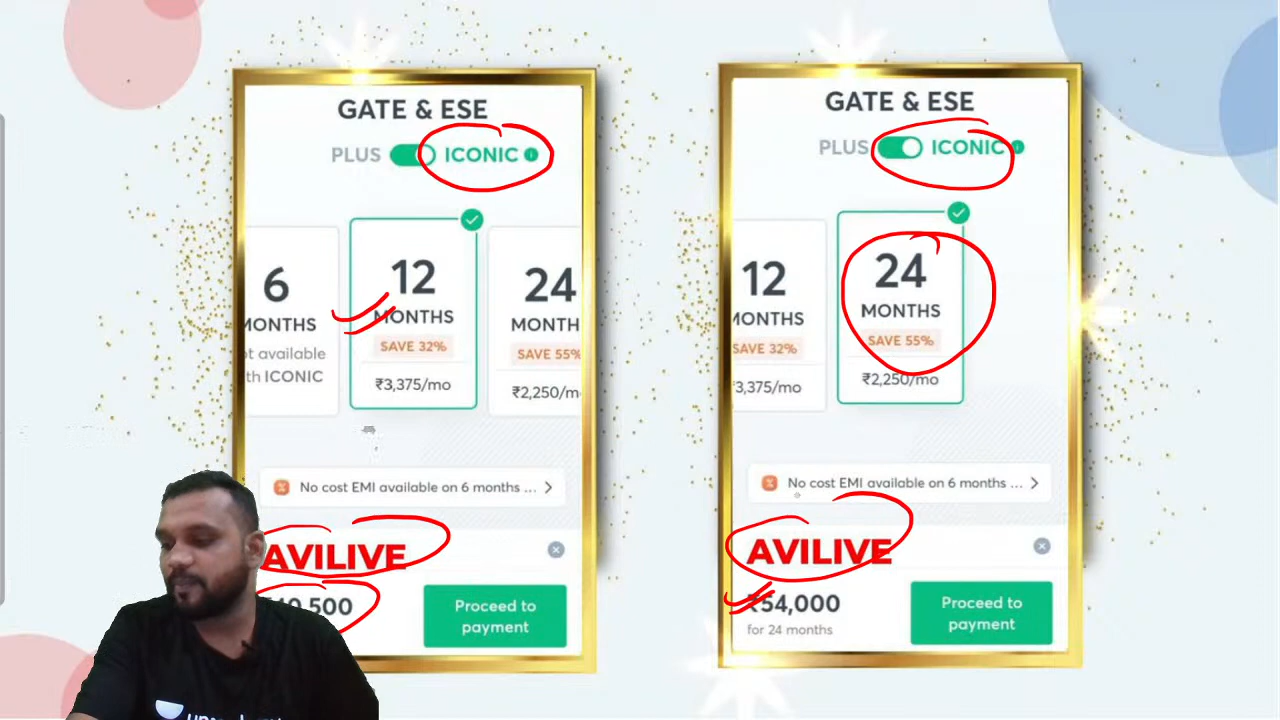 GATE & ESE
PLUS ICONIC
6
MONTHS
available
ICONIC
12
MONTHS
SAVE 32%
₹3,375/mo
24
MONTH
SAVE 55%
₹2,250/m
No cost EMI available on 6 months ...
AVILIVE
500
Proceed to
payment
GATE & ESE
PLUS ICONIC
12
MONTHS
SAVE 32%
₹3,375/mo
24
MONTHS
SAVE 55%
₹2,250/mo
No cost EMI available on 6 months ...
AVILIVE
₹54,000
for 24 months
Proceed to
payment